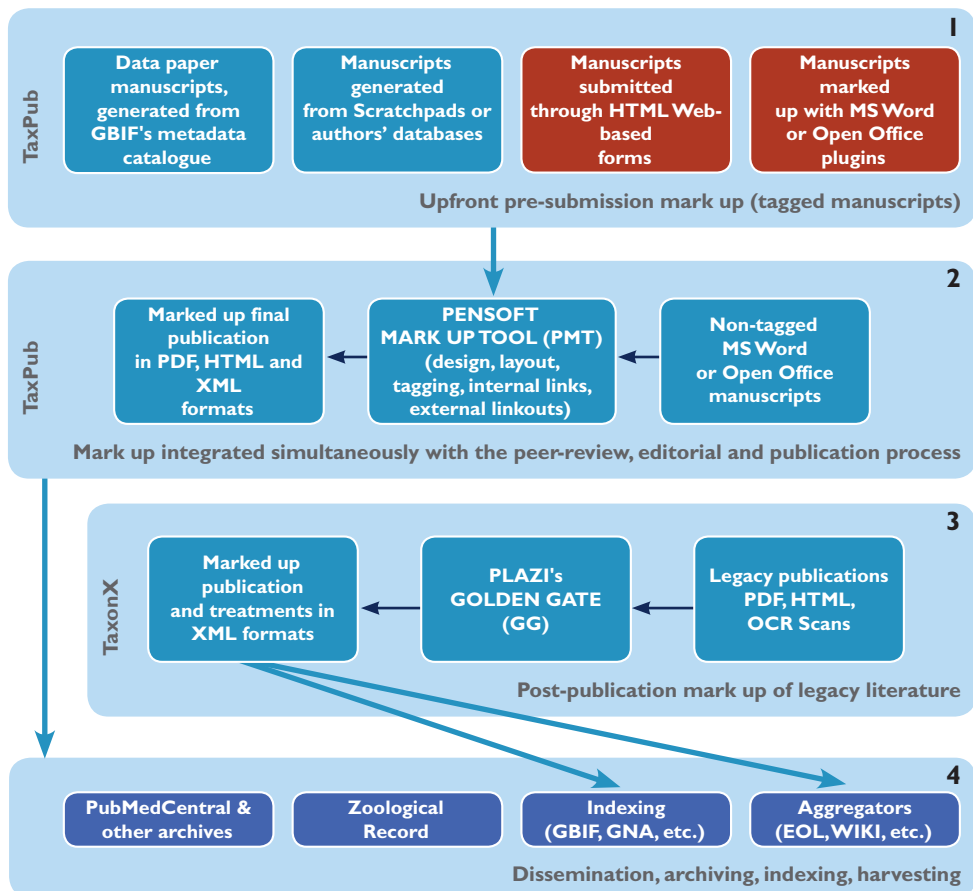 1
TaxPub
Data paper
manuscripts,
generated from
GBIF's metadata
catalogue
Manuscripts
generated
from Scratchpads or
authors’ databases
Manuscripts
submitted
through HTML Web-
based
forms
Manuscripts
marked
up with MS Word
or Open Office
plugins
Upfront pre-submission mark up (tagged manuscripts)
2
TaxPub
Marked up final
publication
in PDF, HTML and
XML
formats
PENSOFT
MARK UP TOOL (PMT)
(design, layout,
tagging, internal links,
external linkouts)
Non-tagged
MS Word
or Open Office
manuscripts
Mark up integrated simultaneously with the peer-review, editorial and publication process
3
TaxonX
Marked up
publication
and treatments in
XML formats
PLAZI's
GOLDEN GATE
(GG)
Legacy publications
PDF, HTML,
OCR Scans
Post-publication mark up of legacy literature
4
PubMedCentral &
other archives
Zoological
Record
Indexing
(GBIF, GNA, etc.)
Aggregators
(EOL, WIKI, etc.)
Dissemination, archiving, indexing, harvesting